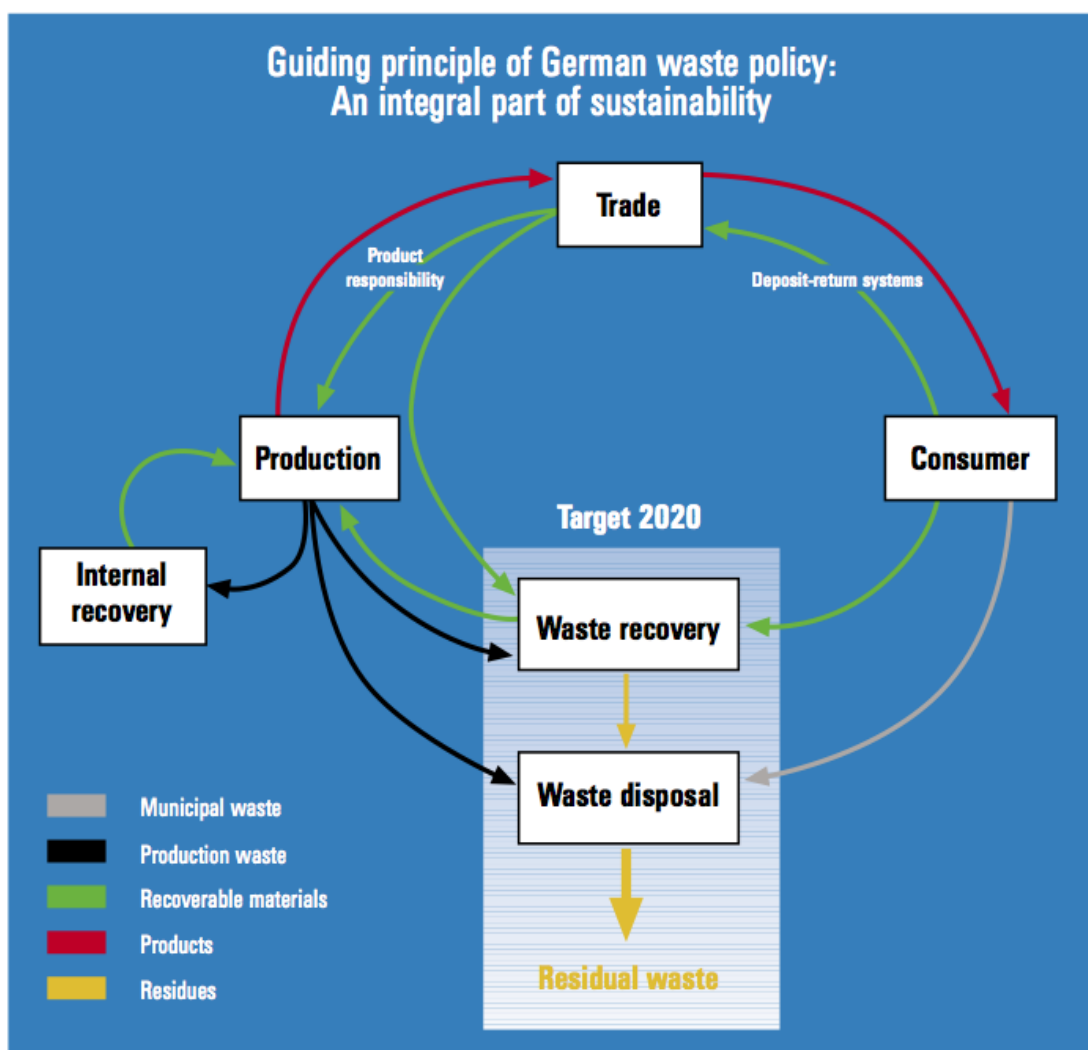 Guiding principle of German waste policy:
An integral part of sustainability
Trade
Product
responsibility
Deposit-return systems
Production
Consumer
Target 2020
Internal
recovery
Waste recovery
Waste disposal
Municipal waste
Production waste
Recoverable materials
Products
Residues
Residual waste